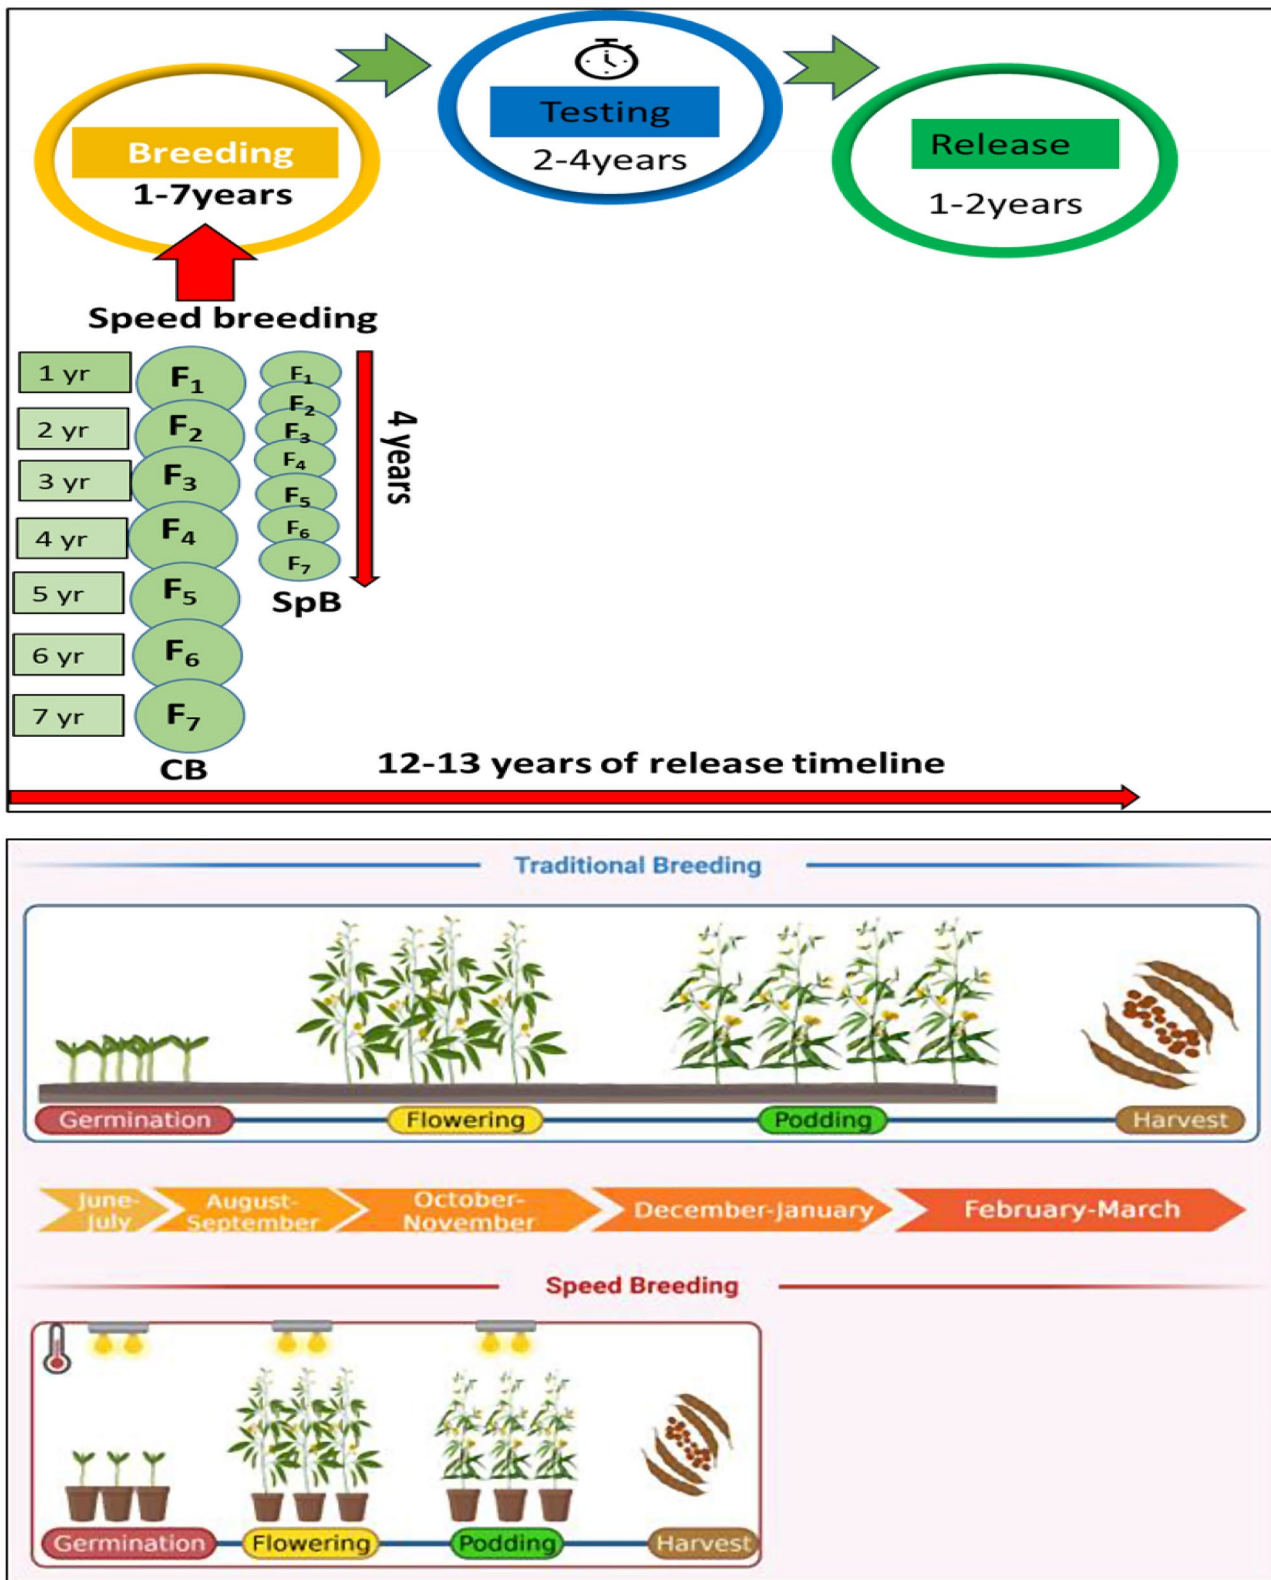 Breeding
1-7years
Testing
2-4years
Release
1-2years
Speed breeding
1 yr
F₁
F₁
2 yr
F₂
F₂
3 yr
F₃
F₃
4 yr
F₄
F₄
5 yr
F₅
F₅
6 yr
F₆
F₆
7 yr
F₇
F₇
4 years
SpB
CB
12-13 years of release timeline
Traditional Breeding
Germination
Flowering
Podding
Harvest
June-
July
August-
September
October-
November
December-January
February-March
Speed Breeding
Germination
Flowering
Podding
Harvest